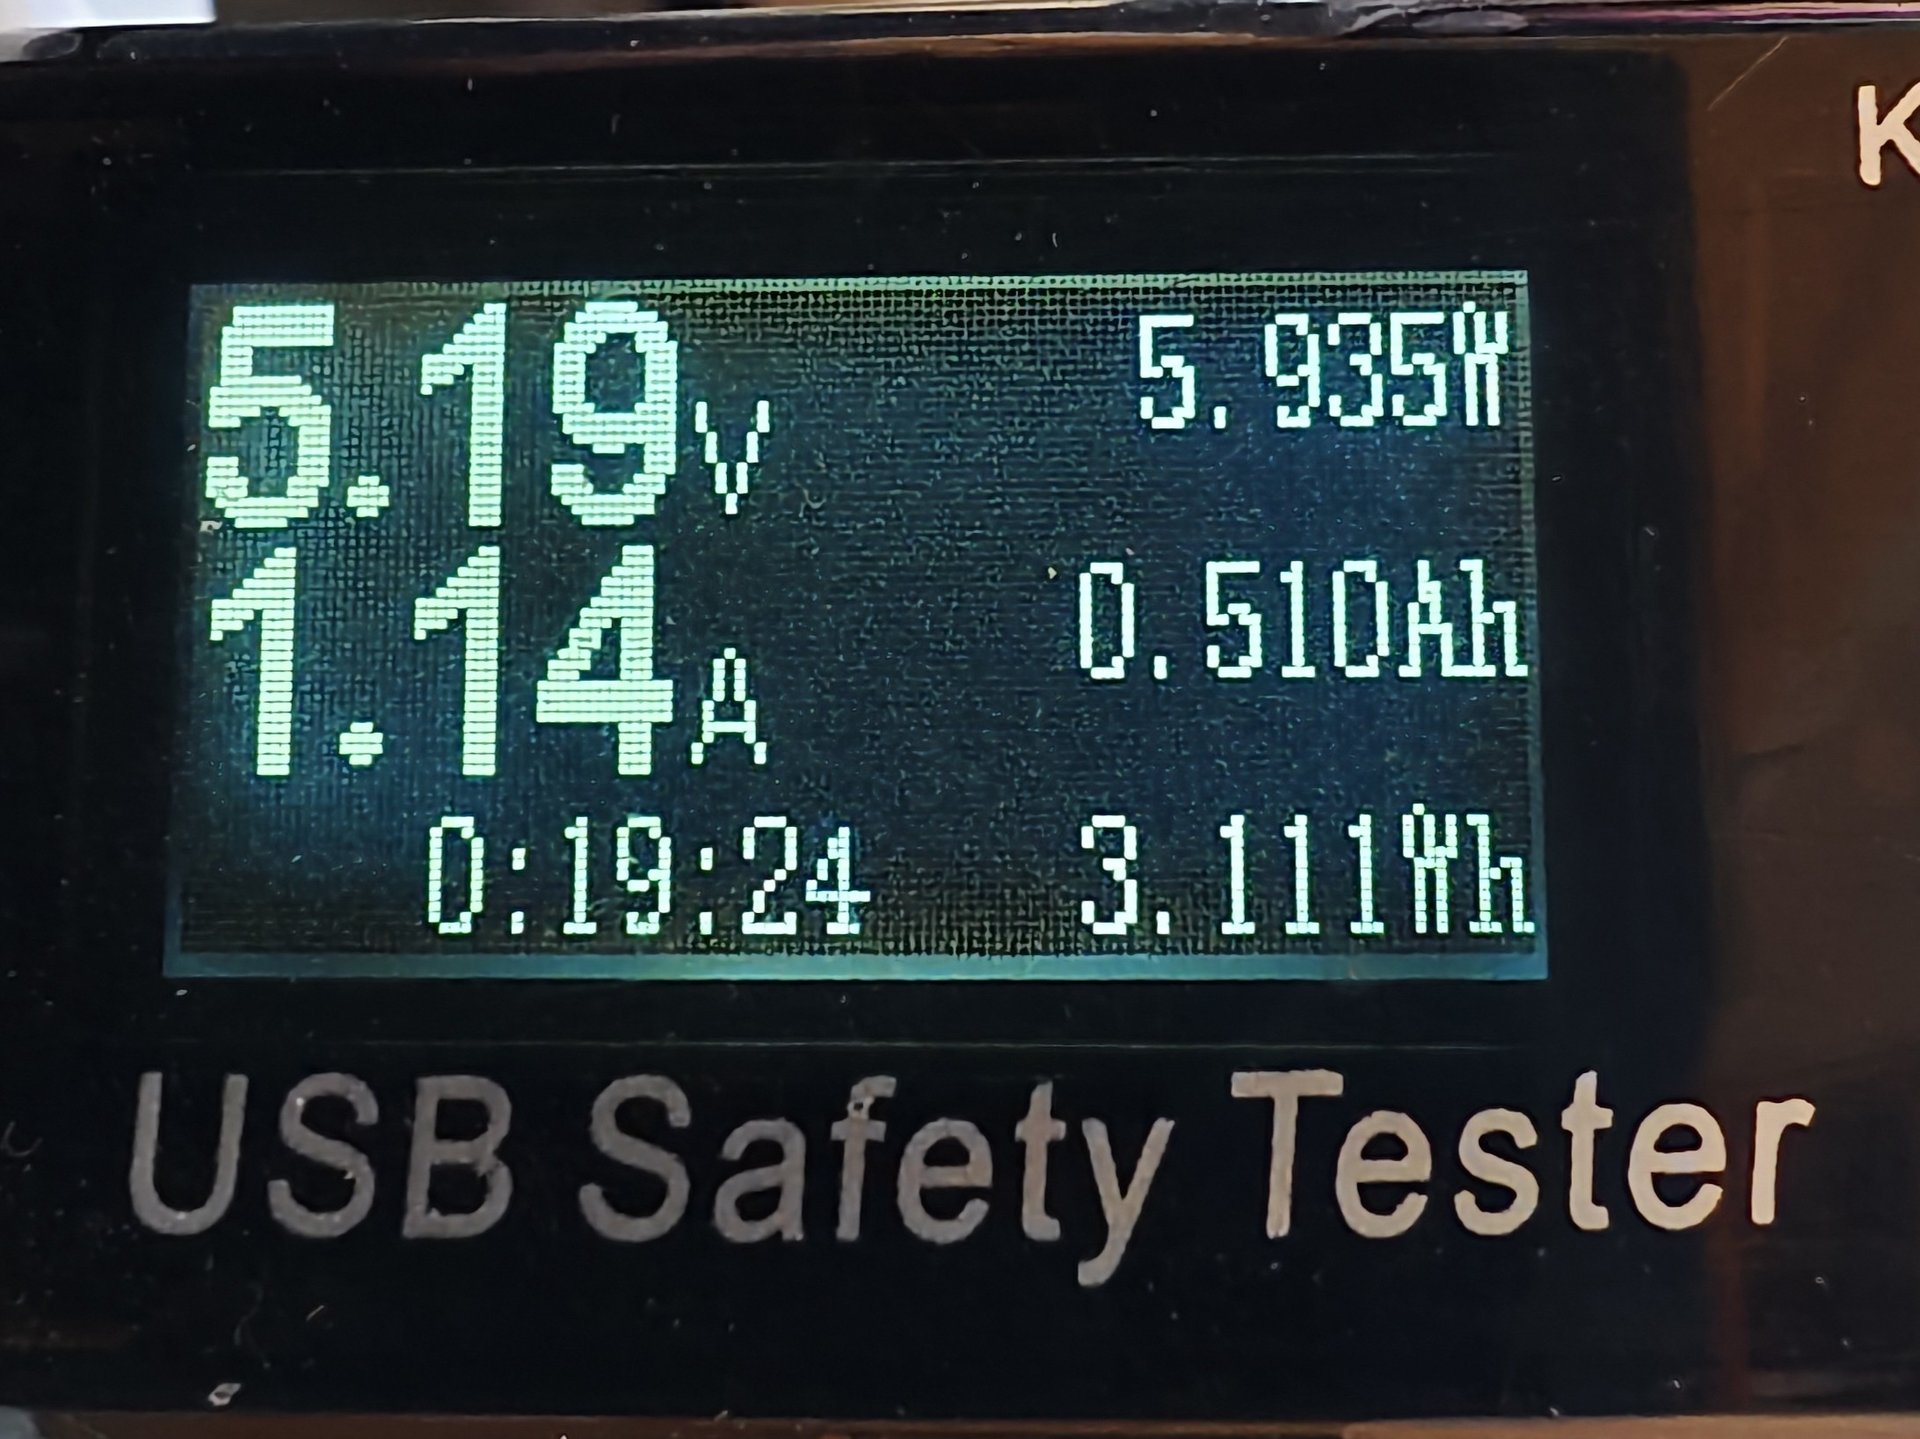 K
5.19V 5.935W
1.14A 0.510Ah
0:19:24 3.111Wh
USB Safety Tester